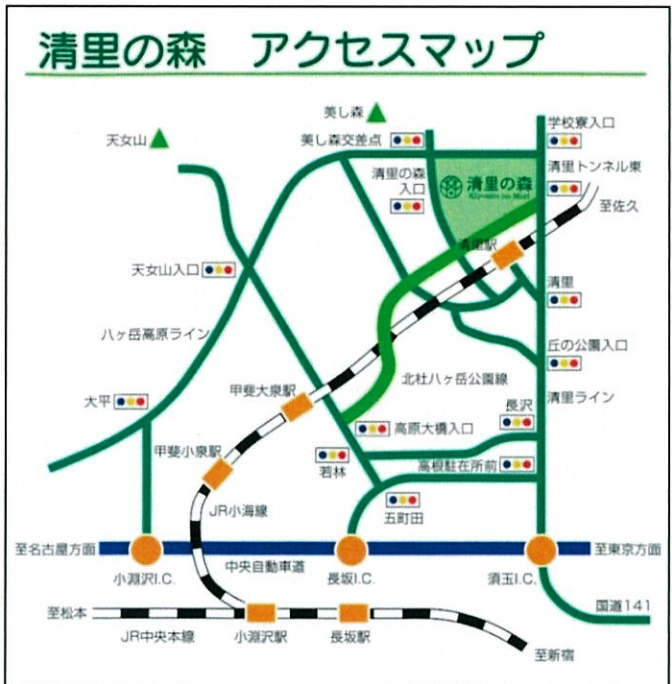 清里の森　アクセスマップ
美し森
天女山
美し森交差点
学校寮入口
清里の森
入口
清里の森
Kiyosato no Mori
清里トンネル東
至佐久
清里駅
天女山入口
清里
八ヶ岳高原ライン
丘の公園入口
北杜八ヶ岳公園線
清里ライン
甲斐大泉駅
大平
長沢
高原大橋入口
甲斐小泉駅
若林
高根駐在所前
JR小海線
五町田
至名古屋方面
至東京方面
小淵沢I.C.
中央自動車道
長坂I.C.
須玉I.C.
国道141
至松本
JR中央本線
小淵沢駅
長坂駅
至新宿